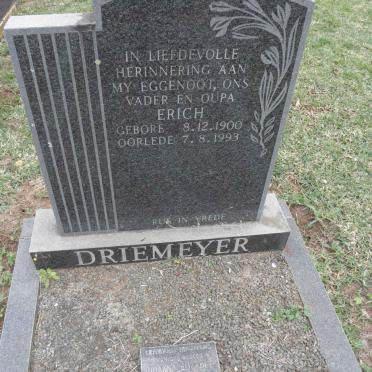 IN LIEFDEVOLLE
HERINNERING AAN
MY EGGENOOT, ONS
VADER EN OUPA
ERICH
GEBORE 8.12.1900
OORLEDE 7.8.1993
RUS IN VREDE
DRIEMEYER